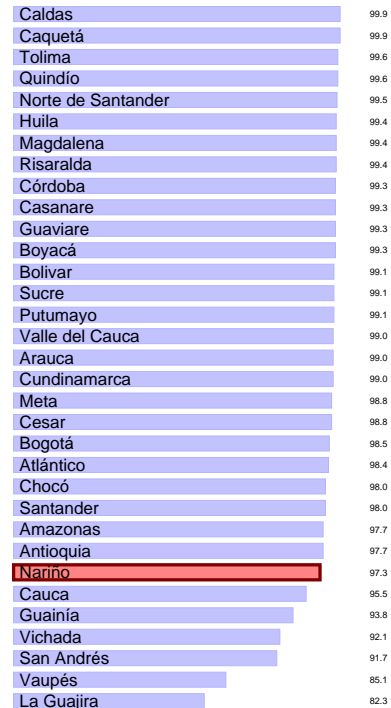 Caldas 99.9
Caquetá 99.9
Tolima 99.6
Quindío 99.6
Norte de Santander 99.5
Huila 99.4
Magdalena 99.4
Risaralda 99.4
Córdoba 99.3
Casanare 99.3
Guaviare 99.3
Boyacá 99.3
Bolivar 99.1
Sucre 99.1
Putumayo 99.1
Valle del Cauca 99.0
Arauca 99.0
Cundinamarca 99.0
Meta 98.8
Cesar 98.8
Bogotá 98.5
Atlántico 98.4
Chocó 98.0
Santander 98.0
Amazonas 97.7
Antioquia 97.7
Nariño 97.3
Cauca 95.5
Guainía 93.8
Vichada 92.1
San Andrés 91.7
Vaupés 85.1
La Guajira 82.3